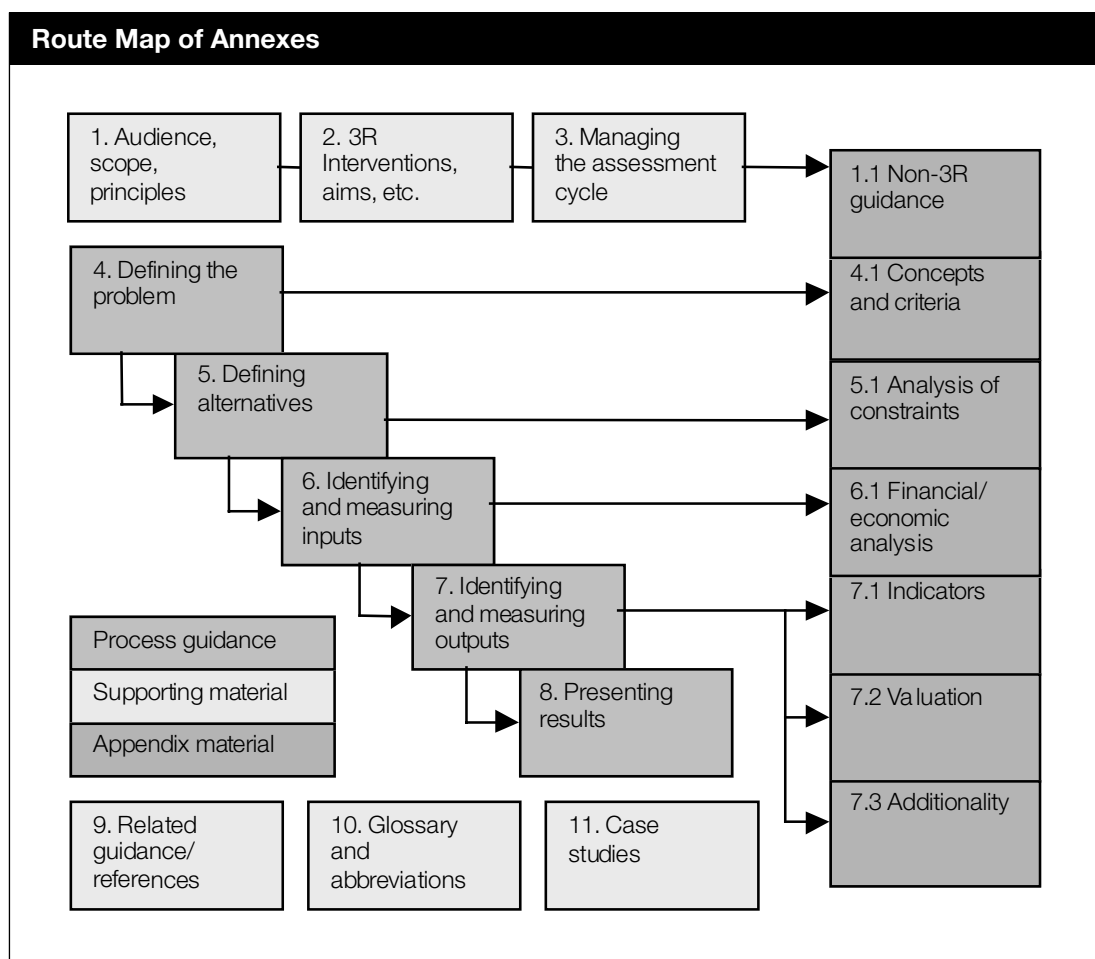 Route Map of Annexes
1. Audience,
scope,
principles
2. 3R
Interventions,
aims, etc.
3. Managing
the assessment
cycle
1.1 Non-3R
guidance
4. Defining the
problem
4.1 Concepts
and criteria
5. Defining
alternatives
5.1 Analysis of
constraints
6. Identifying
and measuring
inputs
6.1 Financial/
economic
analysis
7. Identifying
and measuring
outputs
7.1 Indicators
8. Presenting
results
7.2 Valuation
7.3 Additionality
Process guidance
Supporting material
Appendix material
9. Related
guidance/
references
10. Glossary
and
abbreviations
11. Case
studies